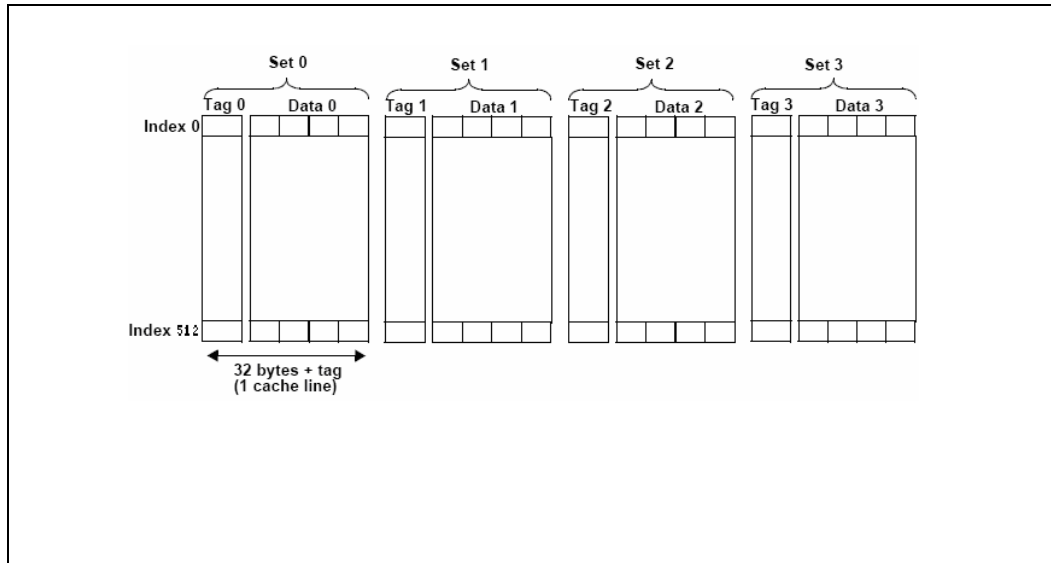 Set 0 Set 1 Set 2 Set 3
Tag 0 Data 0 Tag 1 Data 1 Tag 2 Data 2 Tag 3 Data 3
Index 0
Index 512
32 bytes + tag
(1 cache line)